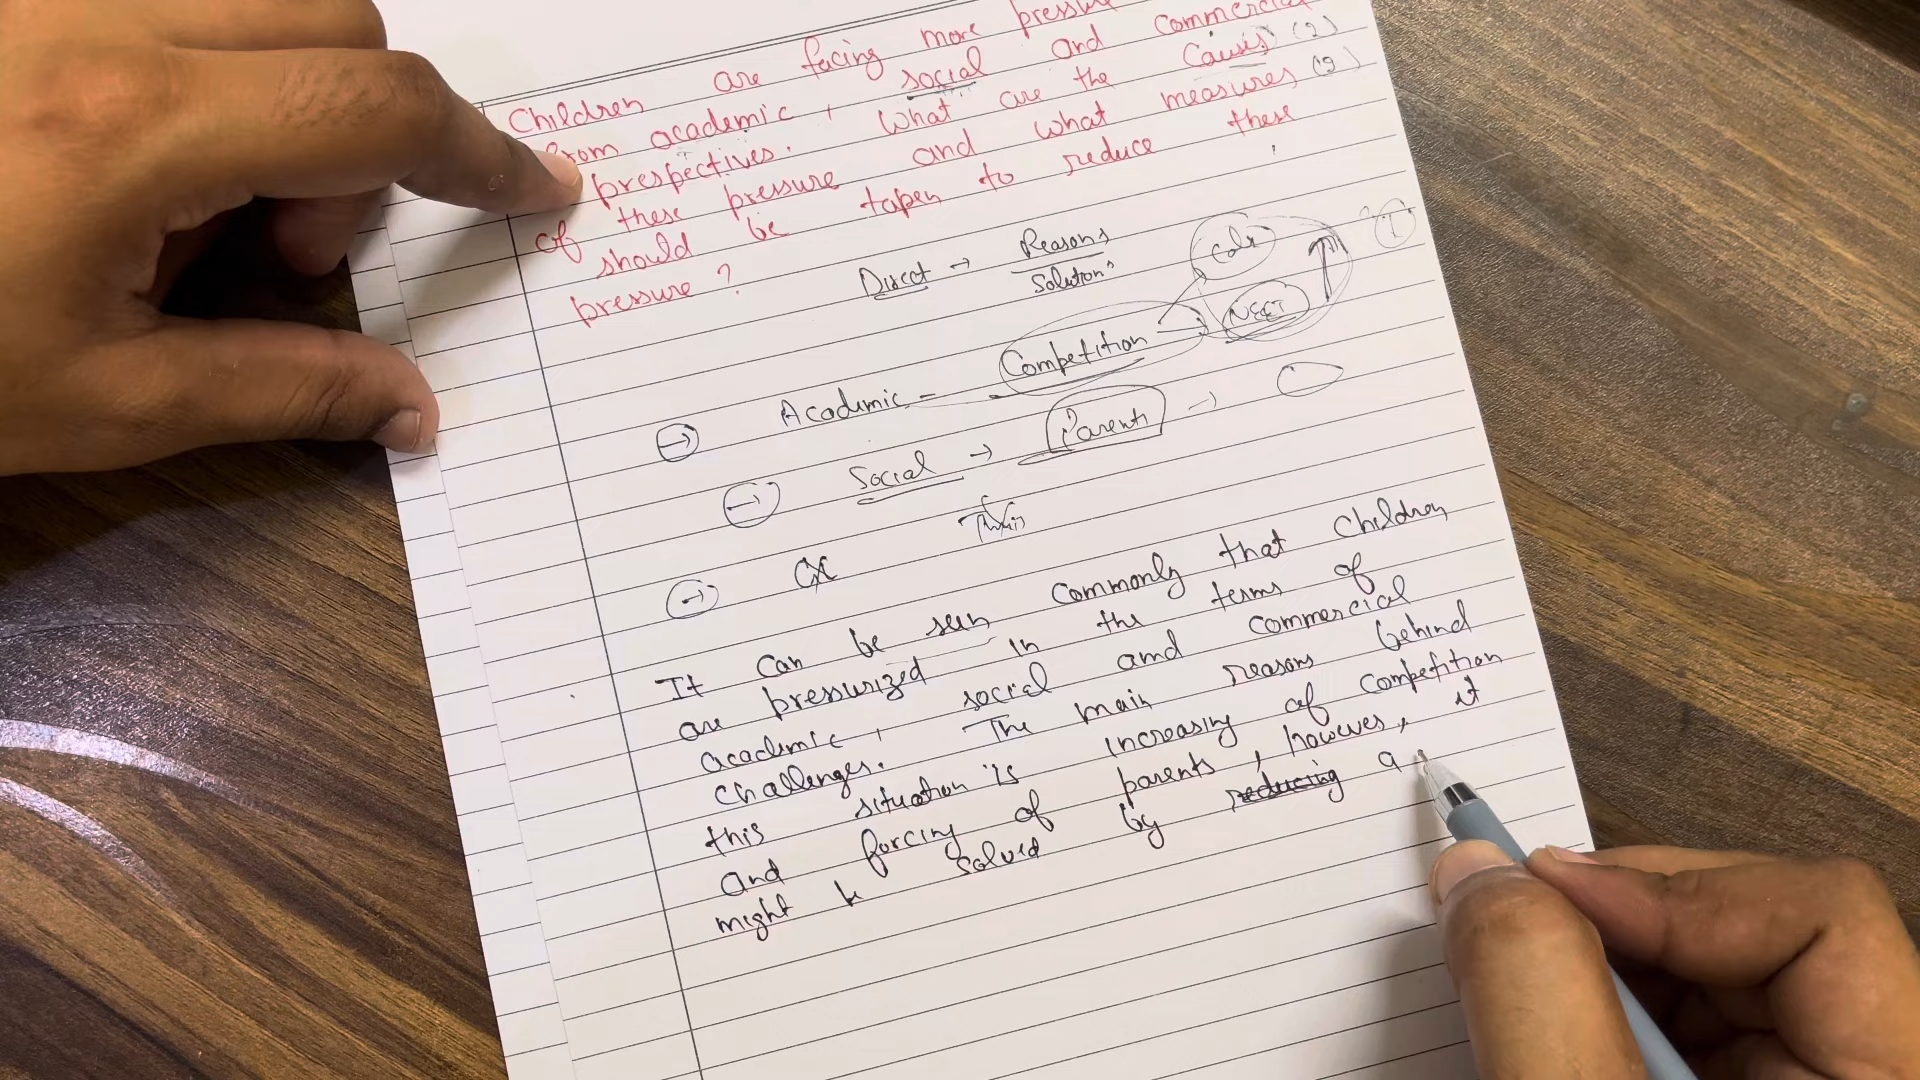 Children are facing more pressure
from academic, social and commercial
prespectives. What are the Causes (2)
of these pressure and what measures (9)
should be taken to reduce these
pressure ?
Direct → Reasons
Solution
NEET
→ Academic - Competition
→ Social → Parents →
→
It can be seen commonly that children
are pressurized in the terms of
academic, social and commercial
challenges. The main reasons behind
this situation is increasing of competition
and forcing of parents, however, it
might be solved by reducing a